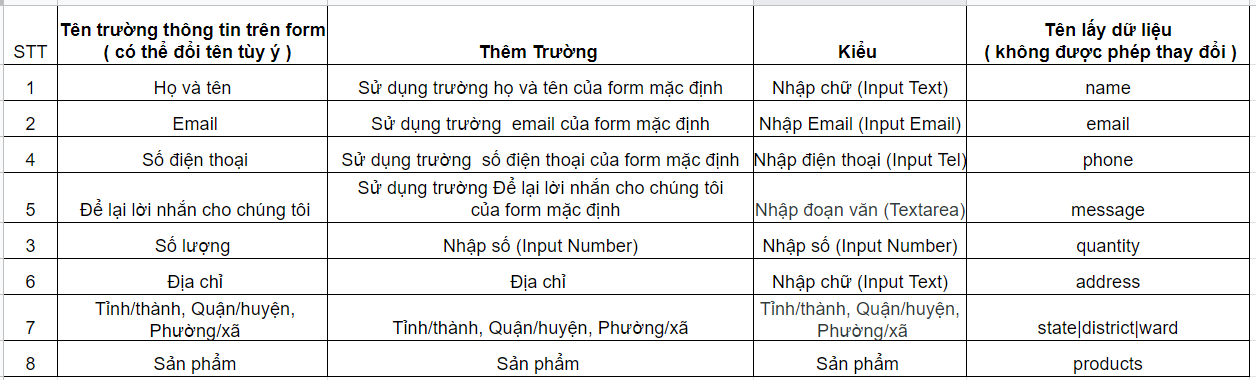 STT
Tên trường thông tin trên form
( có thể đổi tên tùy ý )
Thêm Trường
Kiểu
Tên lấy dữ liệu
( không được phép thay đổi )
1
Họ và tên
Sử dụng trường họ và tên của form mặc định
Nhập chữ (Input Text)
name
2
Email
Sử dụng trường  email của form mặc định
Nhập Email (Input Email)
email
4
Số điện thoại
Sử dụng trường  số điện thoại của form mặc định
Nhập điện thoại (Input Tel)
phone
5
Để lại lời nhắn cho chúng tôi
Sử dụng trường Để lại lời nhắn cho chúng tôi
của form mặc định
Nhập đoạn văn (Textarea)
message
3
Số lượng
Nhập số (Input Number)
Nhập số (Input Number)
quantity
6
Địa chỉ
Địa chỉ
Nhập chữ (Input Text)
address
7
Tỉnh/thành, Quận/huyện,
Phường/xã
Tỉnh/thành, Quận/huyện, Phường/xã
Tỉnh/thành, Quận/huyện,
Phường/xã
state|district|ward
8
Sản phẩm
Sản phẩm
Sản phẩm
products